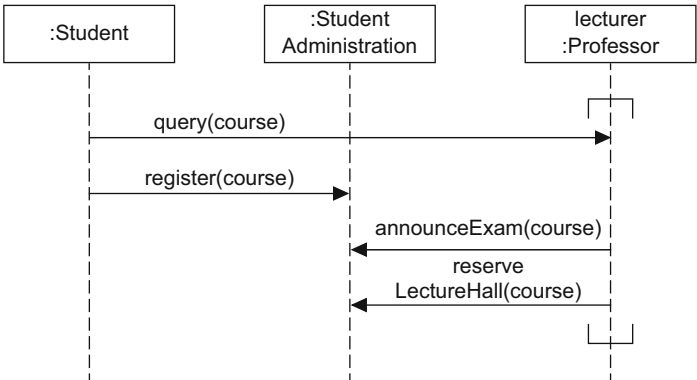 :Student
:Student
Administration
lecturer
:Professor
query(course)
register(course)
announceExam(course)
reserve
LectureHall(course)